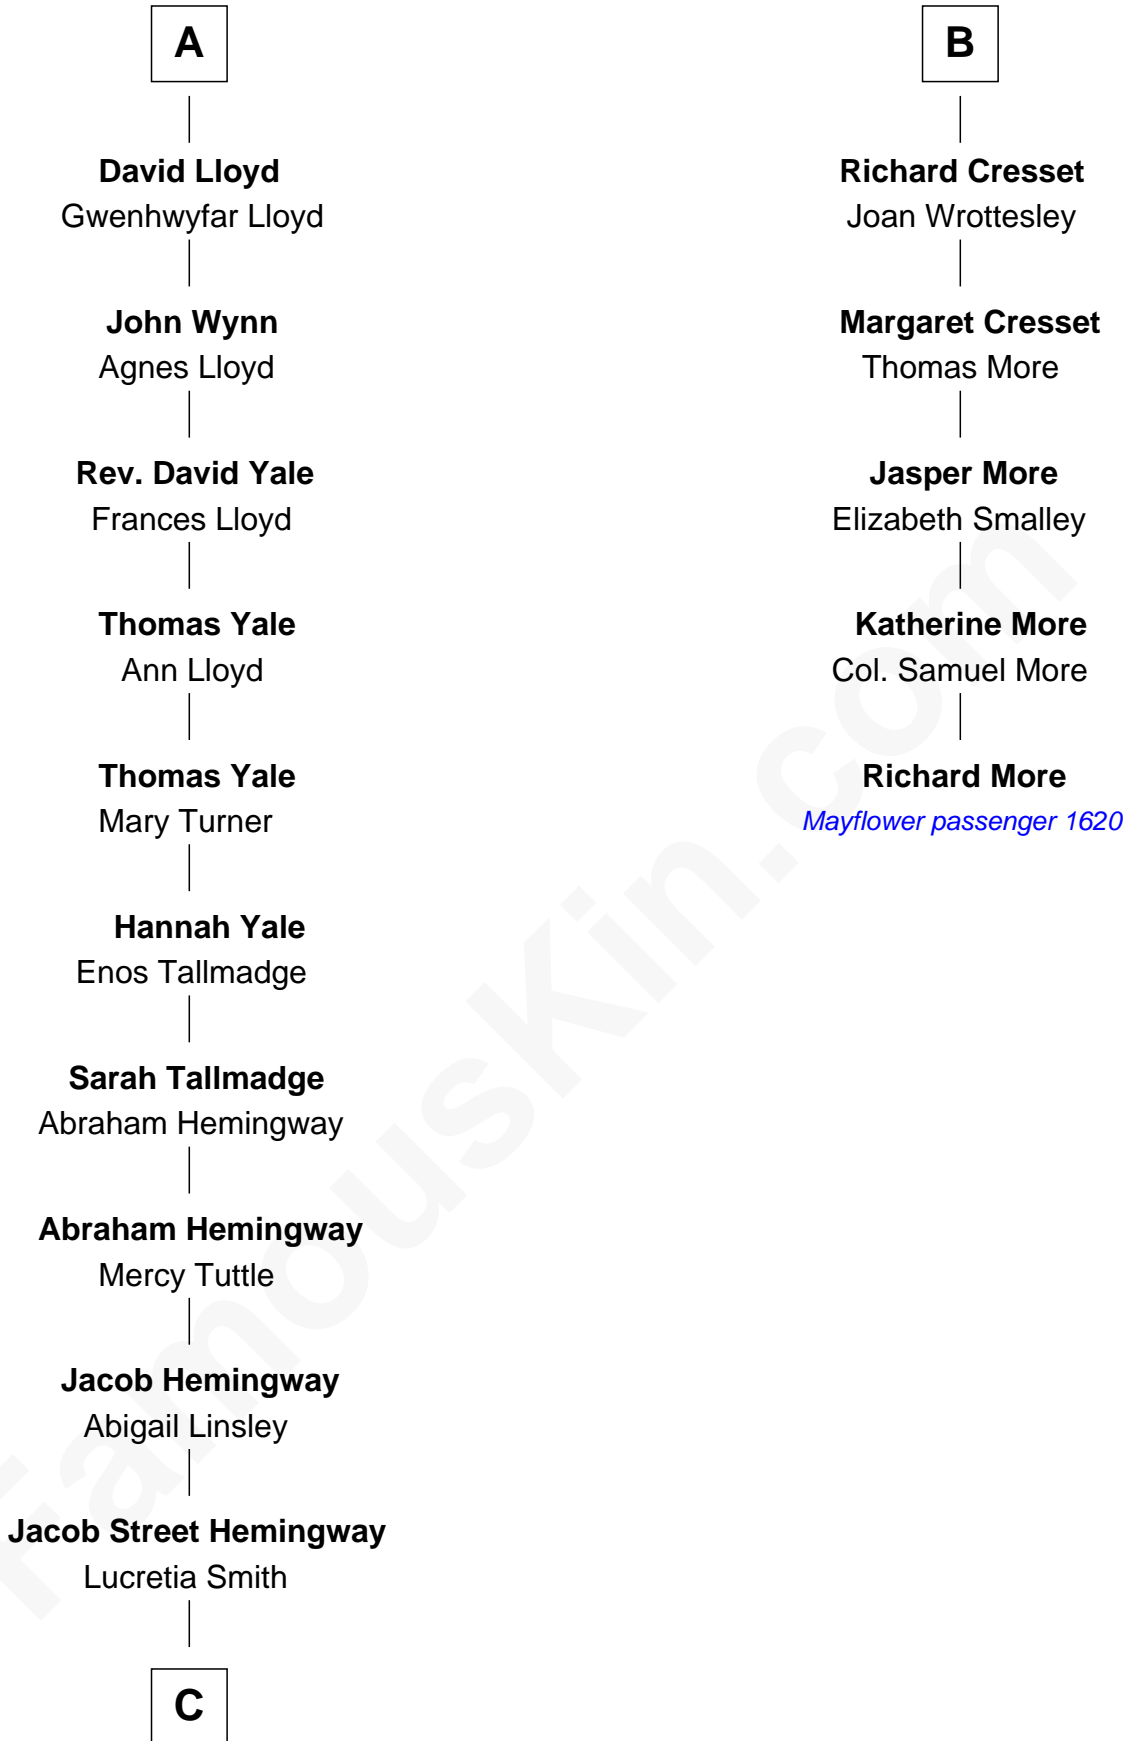 A
David Lloyd
Gwenhwyfar Lloyd
John Wynn
Agnes Lloyd
Rev. David Yale
Frances Lloyd
Thomas Yale
Ann Lloyd
Thomas Yale
Mary Turner
Hannah Yale
Enos Tallmadge
Sarah Tallmadge
Abraham Hemingway
Abraham Hemingway
Mercy Tuttle
Jacob Hemingway
Abigail Linsley
Jacob Street Hemingway
Lucretia Smith
C
B
Richard Cresset
Joan Wrottesley
Margaret Cresset
Thomas More
Jasper More
Elizabeth Smalley
Katherine More
Col. Samuel More
Richard More
Mayflower passenger 1620
FamousKin.com